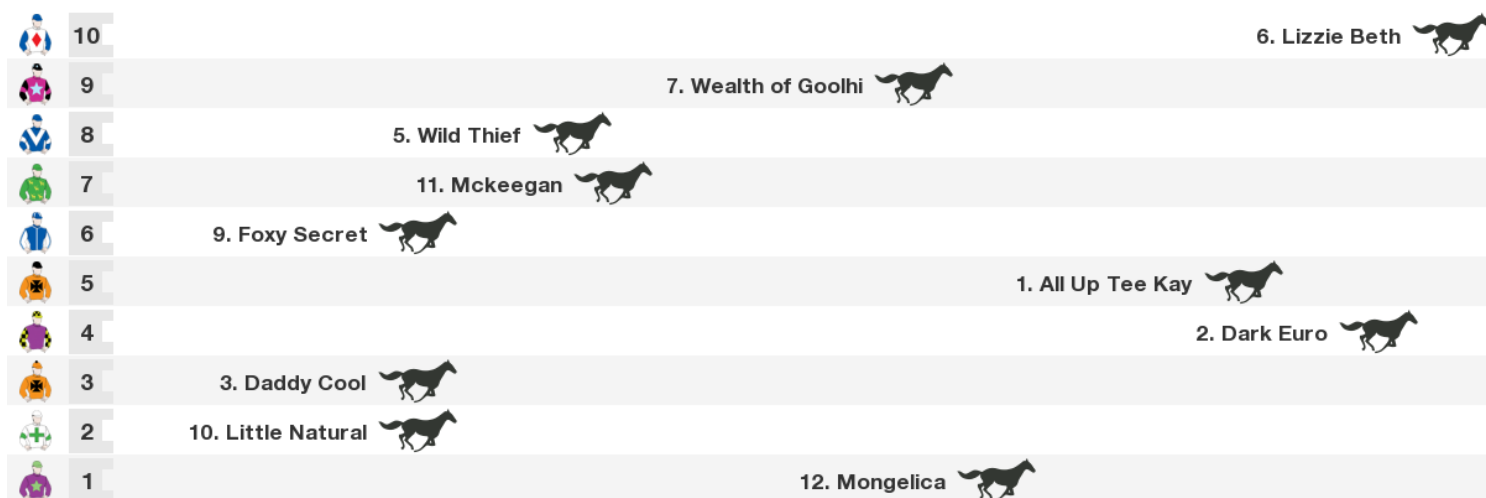 10 6. Lizzie Beth
9 7. Wealth of Goolhi
8 5. Wild Thief
7 11. Mckeegan
6 9. Foxy Secret
5 1. All Up Tee Kay
4 2. Dark Euro
3 3. Daddy Cool
2 10. Little Natural
1 12. Mongelica